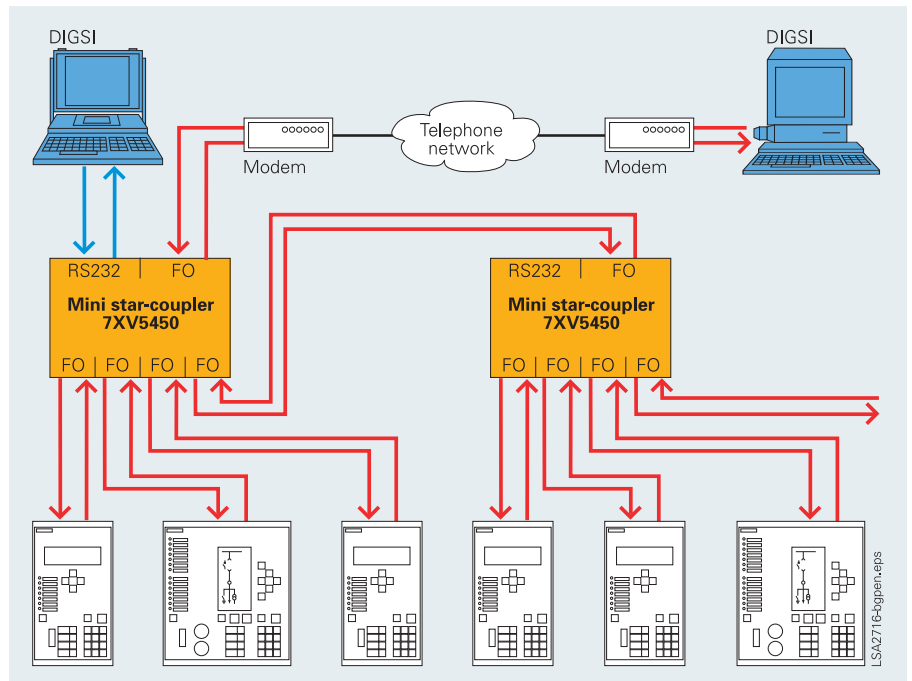 DIGSI
DIGSI
Telephone
network
Modem
Modem
RS232 FO
Mini star-coupler
7XV5450
FO FO FO FO
RS232 FO
Mini star-coupler
7XV5450
FO FO FO FO
LSA2716-bgpen.eps